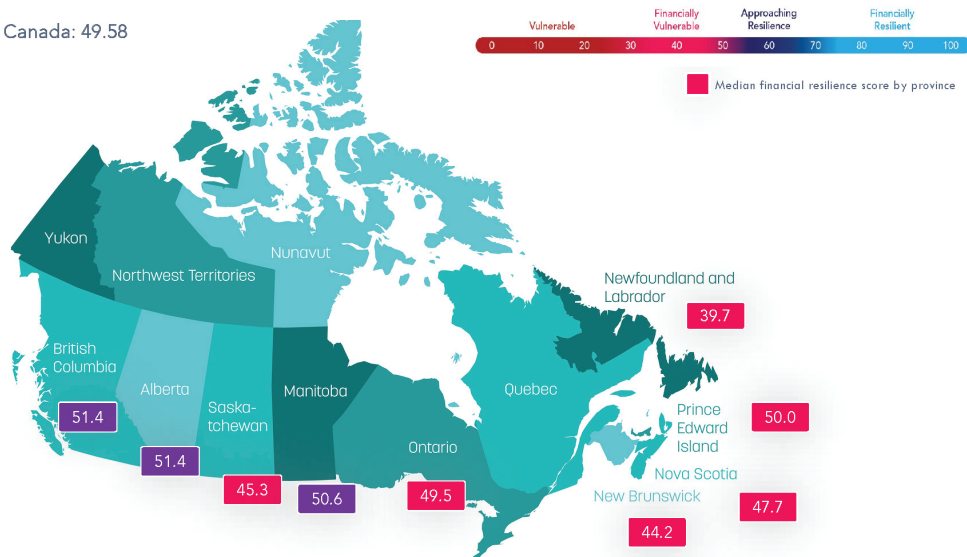 Canada: 49.58
Vulnerable
Financially
Vulnerable
Approaching
Resilience
Financially
Resilient
0 10 20 30 40 50 60 70 80 90 100
Median financial resilience score by province
Yukon
Northwest Territories
Nunavut
Newfoundland and
Labrador
39.7
British
Columbia
51.4
Alberta
51.4
Saska-
tchewan
45.3
Manitoba
50.6
Ontario
49.5
Quebec
Prince
Edward
Island
50.0
Nova Scotia
47.7
New Brunswick
44.2